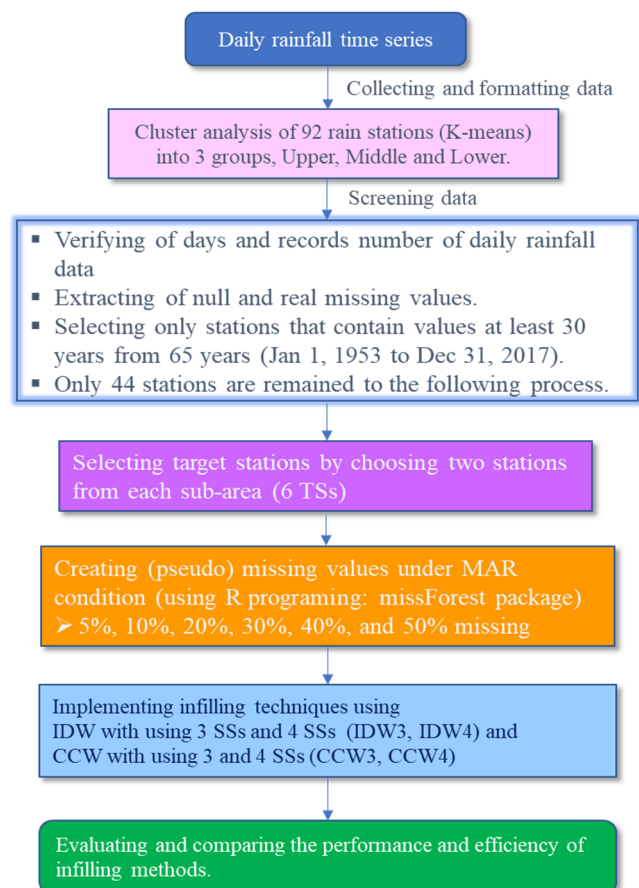 Daily rainfall time series
Collecting and formatting data
Cluster analysis of 92 rain stations (K-means)
into 3 groups, Upper, Middle and Lower.
Screening data
▪ Verifying of days and records number of daily rainfall
data
▪ Extracting of null and real missing values.
▪ Selecting only stations that contain values at least 30
years from 65 years (Jan 1, 1953 to Dec 31, 2017).
▪ Only 44 stations are remained to the following process.
Selecting target stations by choosing two stations
from each sub-area (6 TSs)
Creating (pseudo) missing values under MAR
condition (using R programing: missForest package)
➢ 5%, 10%, 20%, 30%, 40%, and 50% missing
Implementing infilling techniques using
IDW with using 3 SSs and 4 SSs (IDW3, IDW4) and
CCW with using 3 and 4 SSs (CCW3, CCW4)
Evaluating and comparing the performance and efficiency of
infilling methods.